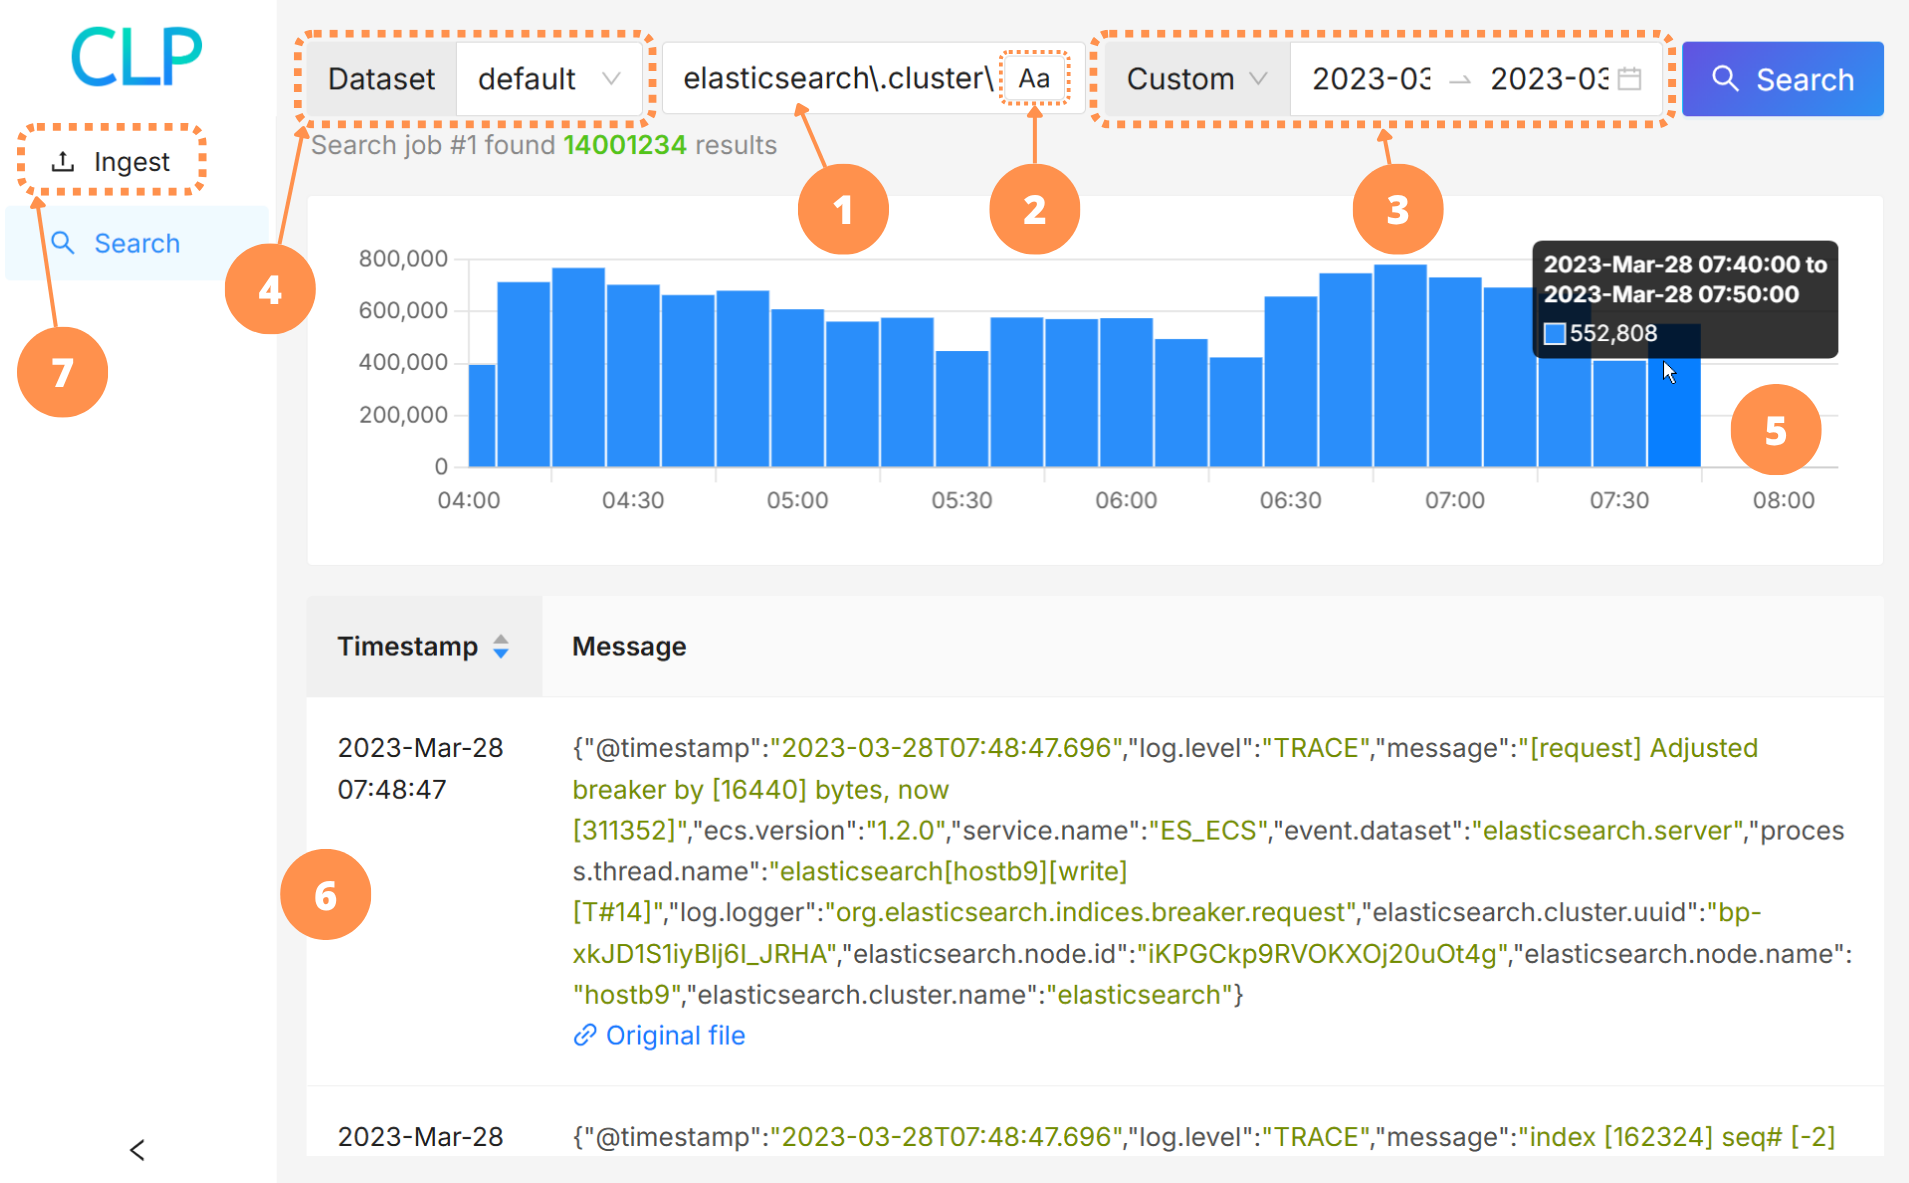 CLP
Ingest
Search
7
Dataset
default
elasticsearch\.cluster\
Aa
Custom
2023-03
2023-03
Search
Search job #1 found 14001234 results
4
1
2
3
800,000
600,000
400,000
200,000
0
2023-Mar-28 07:40:00 to
2023-Mar-28 07:50:00
552,808
5
04:00
04:30
05:00
05:30
06:00
06:30
07:00
07:30
08:00
Timestamp
Message
2023-Mar-28
07:48:47
{"@timestamp":"2023-03-28T07:48:47.696","log.level":"TRACE","message":"[request] Adjusted
breaker by [16440] bytes, now
[311352]","ecs.version":"1.2.0","service.name":"ES_ECS","event.dataset":"elasticsearch.server","proces
s.thread.name":"elasticsearch[hostb9][write]
[T#14]","log.logger":"org.elasticsearch.indices.breaker.request","elasticsearch.cluster.uuid":"bp-
xkJD1S1iyBlj6I_JRHA","elasticsearch.node.id":"iKPGCkp9RVOKXOj20uOt4g","elasticsearch.node.name":
"hostb9","elasticsearch.cluster.name":"elasticsearch"}
Original file
6
2023-Mar-28
{"@timestamp":"2023-03-28T07:48:47.696","log.level":"TRACE","message":"index [162324] seq# [-2]